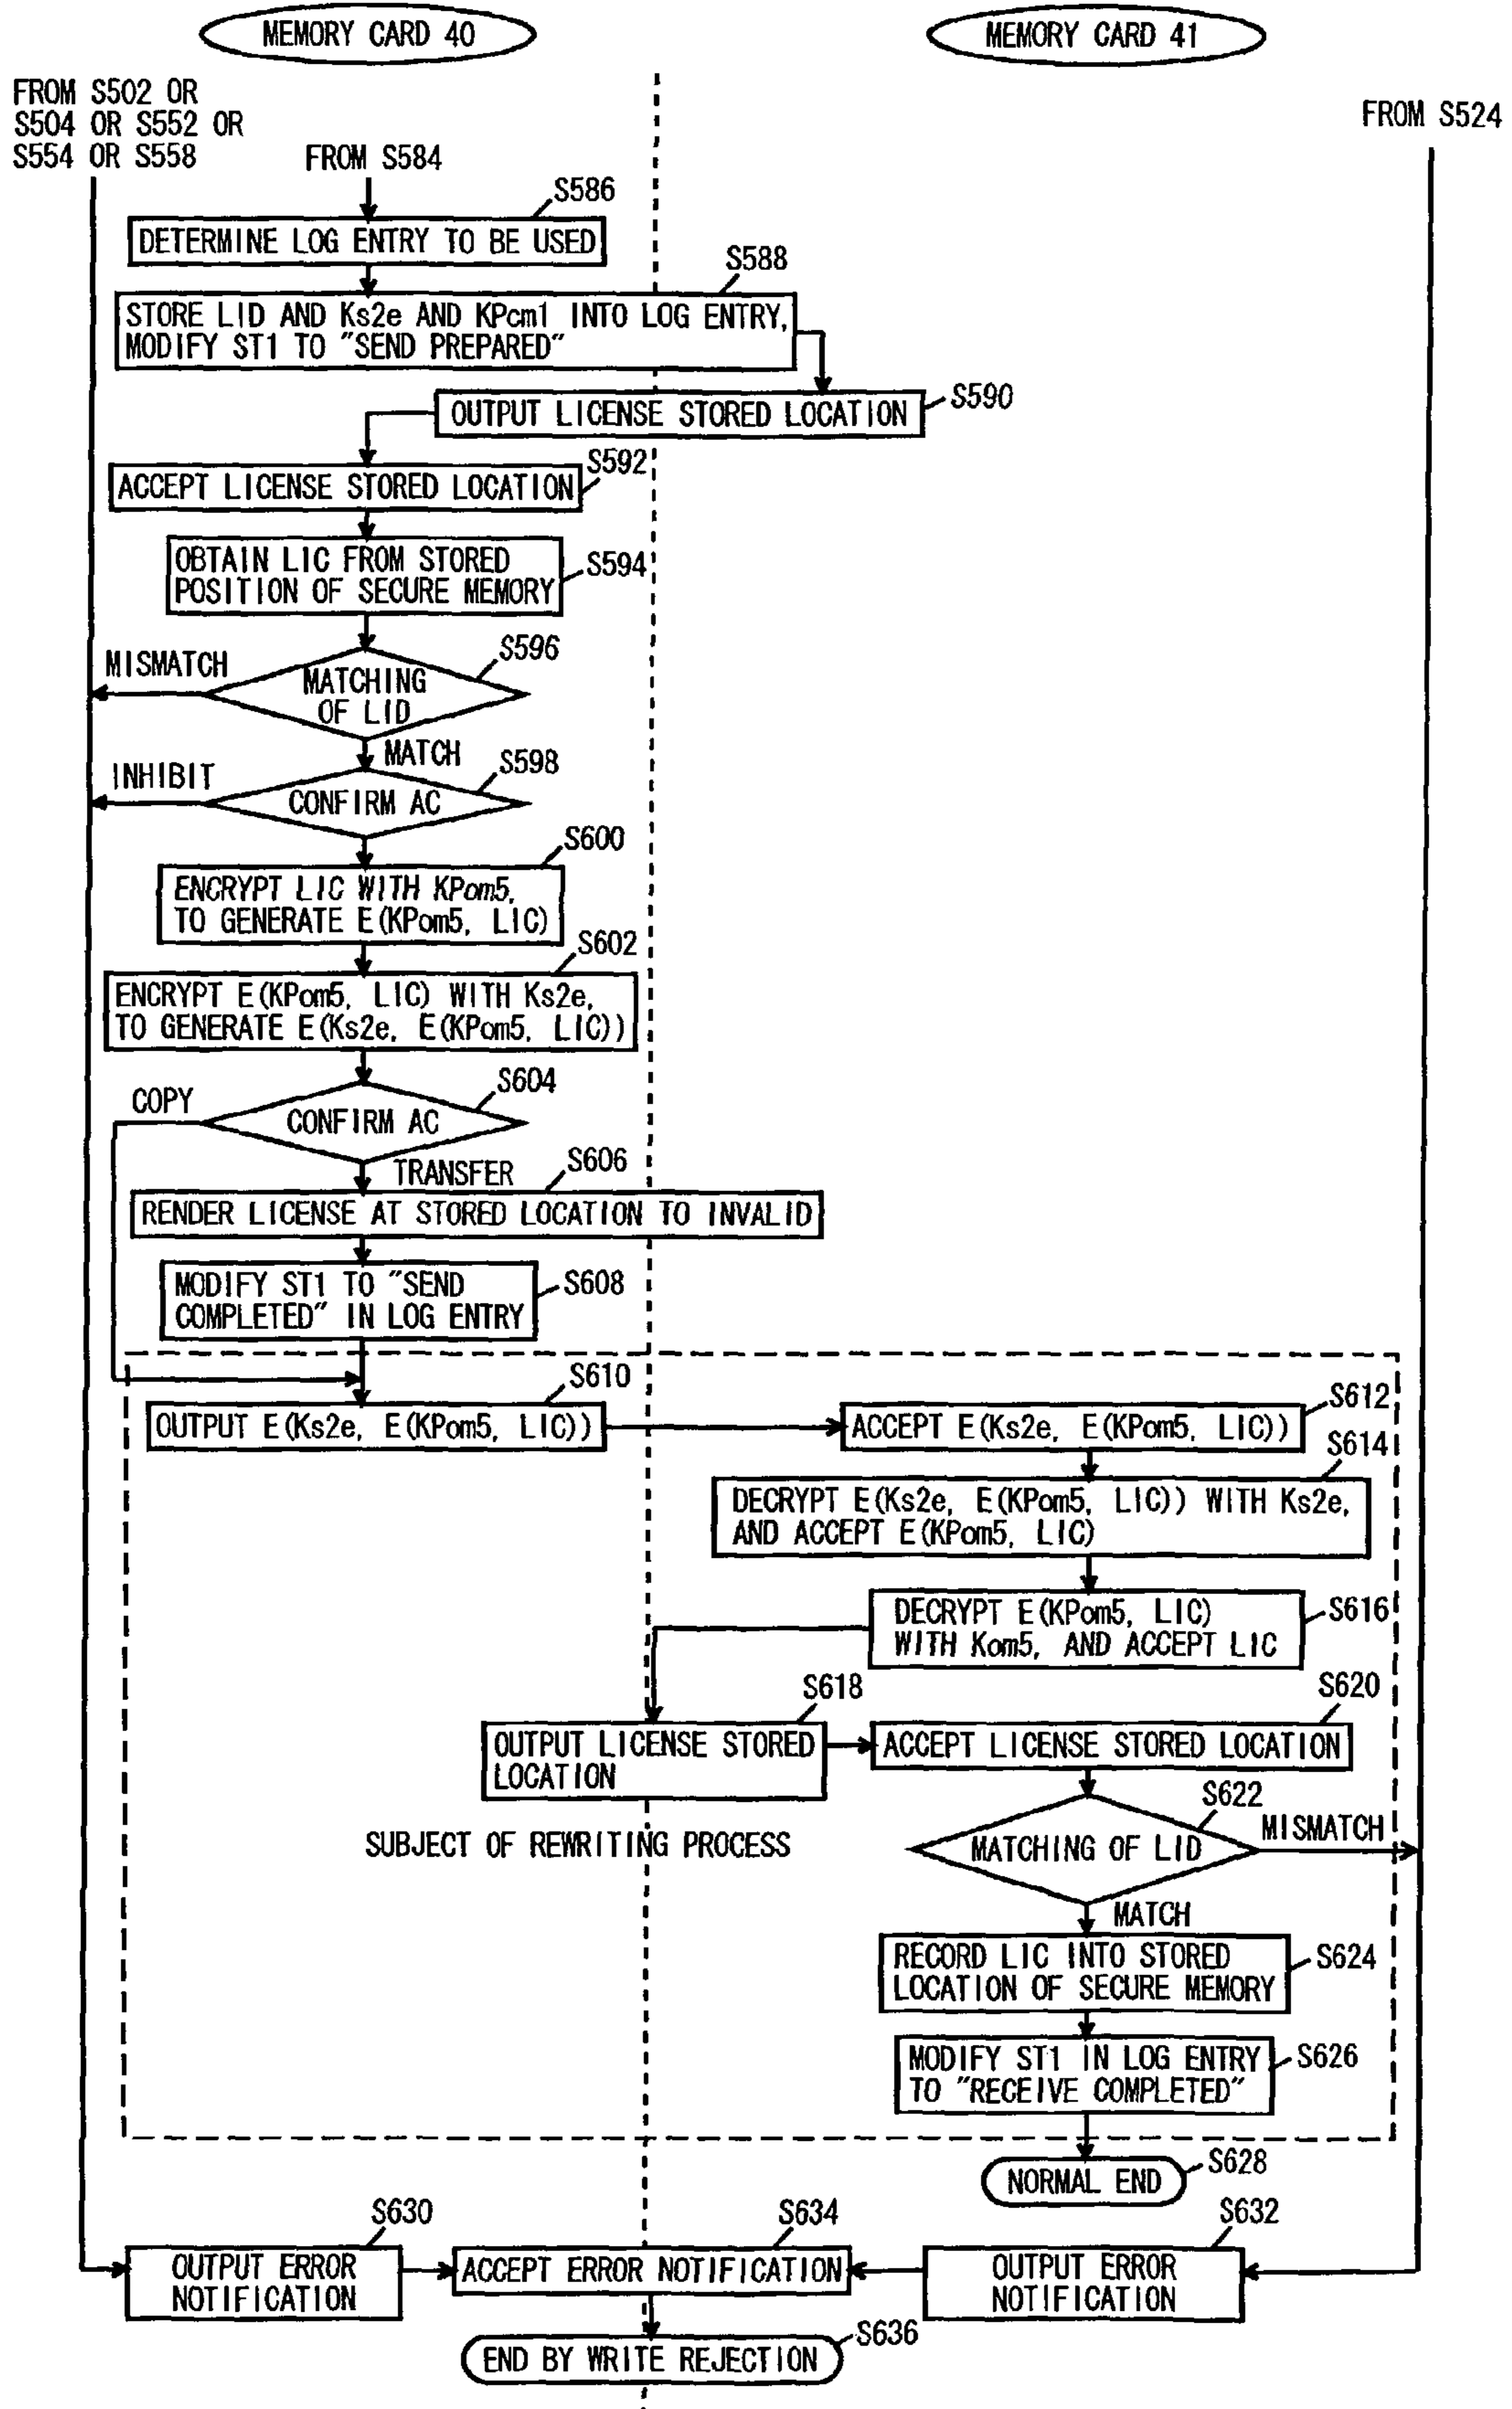 MEMORY CARD 40
MEMORY CARD 41
FROM S502 OR
S504 OR S552 OR
S554 OR S558
FROM S584
FROM S524
S586
DETERMINE LOG ENTRY TO BE USED
S588
STORE LID AND Ks2e AND KPcm1 INTO LOG ENTRY,
MODIFY ST1 TO "SEND PREPARED"
OUTPUT LICENSE STORED LOCATION
S590
S592
ACCEPT LICENSE STORED LOCATION
OBTAIN LIC FROM STORED
POSITION OF SECURE MEMORY
S594
S596
MISMATCH
MATCHING
OF LID
MATCH
S598
INHIBIT
CONFIRM AC
S600
ENCRYPT LIC WITH KPom5,
TO GENERATE E(KPom5, LIC)
S602
ENCRYPT E(KPom5, LIC) WITH Ks2e,
TO GENERATE E(Ks2e, E(KPom5, LIC))
S604
COPY
CONFIRM AC
TRANSFER
S606
RENDER LICENSE AT STORED LOCATION TO INVALID
MODIFY ST1 TO "SEND
COMPLETED" IN LOG ENTRY
S608
S610
OUTPUT E(Ks2e, E(KPom5, LIC))
S612
ACCEPT E(Ks2e, E(KPom5, LIC))
S614
DECRYPT E(Ks2e, E(KPom5, LIC)) WITH Ks2e,
AND ACCEPT E(KPom5, LIC)
DECRYPT E(KPom5, LIC)
WITH Kom5, AND ACCEPT LIC
S616
S618
OUTPUT LICENSE STORED
LOCATION
S620
ACCEPT LICENSE STORED LOCATION
S622
SUBJECT OF REWRITING PROCESS
MATCHING OF LID
MISMATCH
MATCH
RECORD LIC INTO STORED
LOCATION OF SECURE MEMORY
S624
MODIFY ST1 IN LOG ENTRY
TO "RECEIVE COMPLETED"
S626
NORMAL END
S628
S630
OUTPUT ERROR
NOTIFICATION
S634
ACCEPT ERROR NOTIFICATION
S632
OUTPUT ERROR
NOTIFICATION
END BY WRITE REJECTION
S636